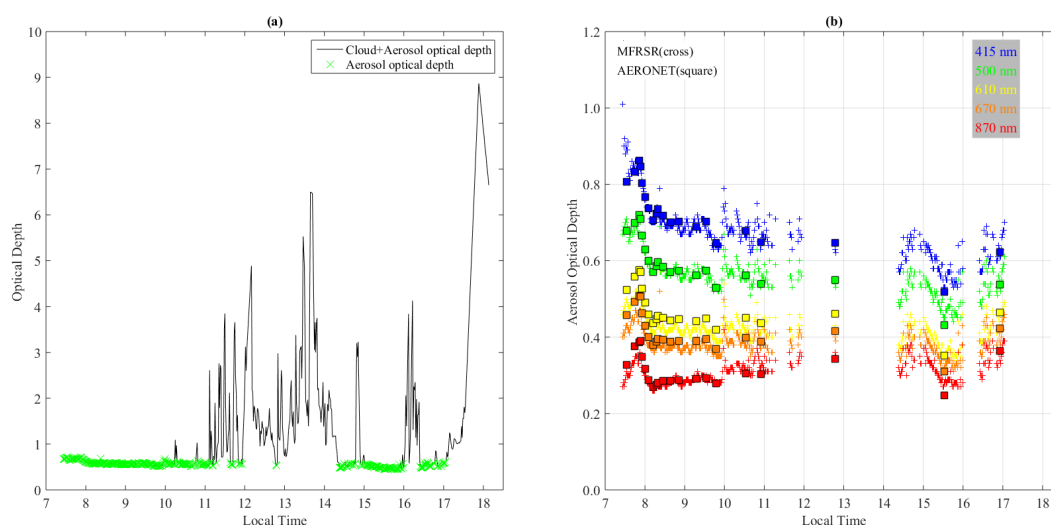 (a)
10
9
8
7
6
5
4
3
2
1
0
Optical Depth
Cloud+Aerosol optical depth
Aerosol optical depth
7 8 9 10 11 12 13 14 15 16 17 18
Local Time
(b)
1.2
1.0
0.8
0.6
0.4
0.2
0.0
Aerosol Optical Depth
MFRSR(cross)
AERONET(square)
415 nm
500 nm
610 nm
670 nm
870 nm
7 8 9 10 11 12 13 14 15 16 17 18
Local Time